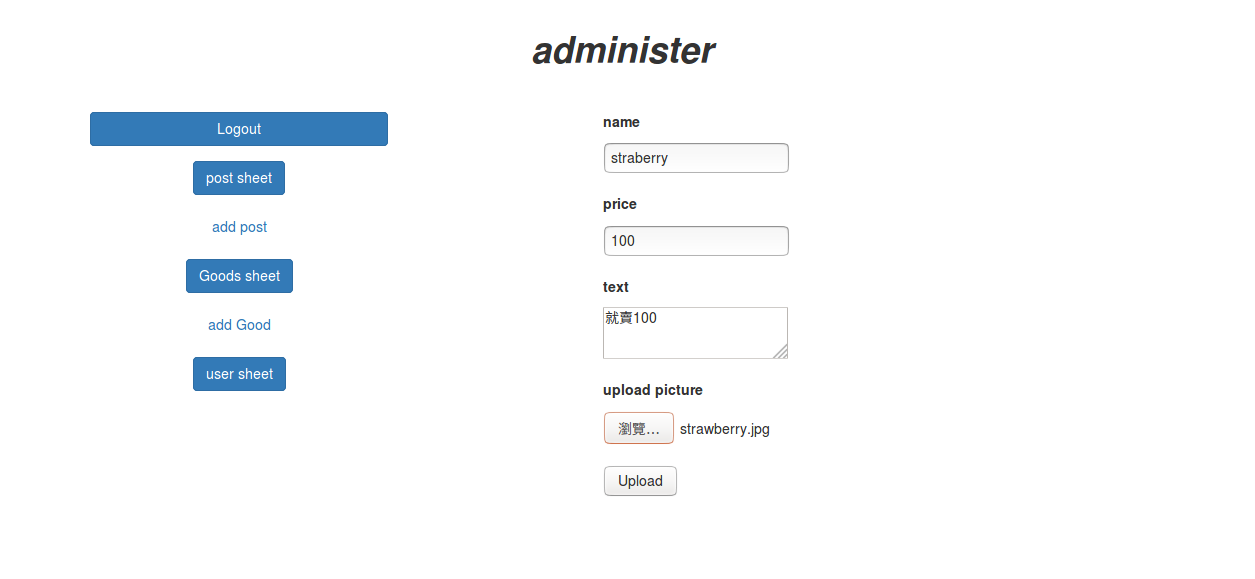 administer
Logout
post sheet
add post
Goods sheet
add Good
user sheet
name
straberry
price
100
text
就賣100
upload picture
瀏覽… strawberry.jpg
Upload